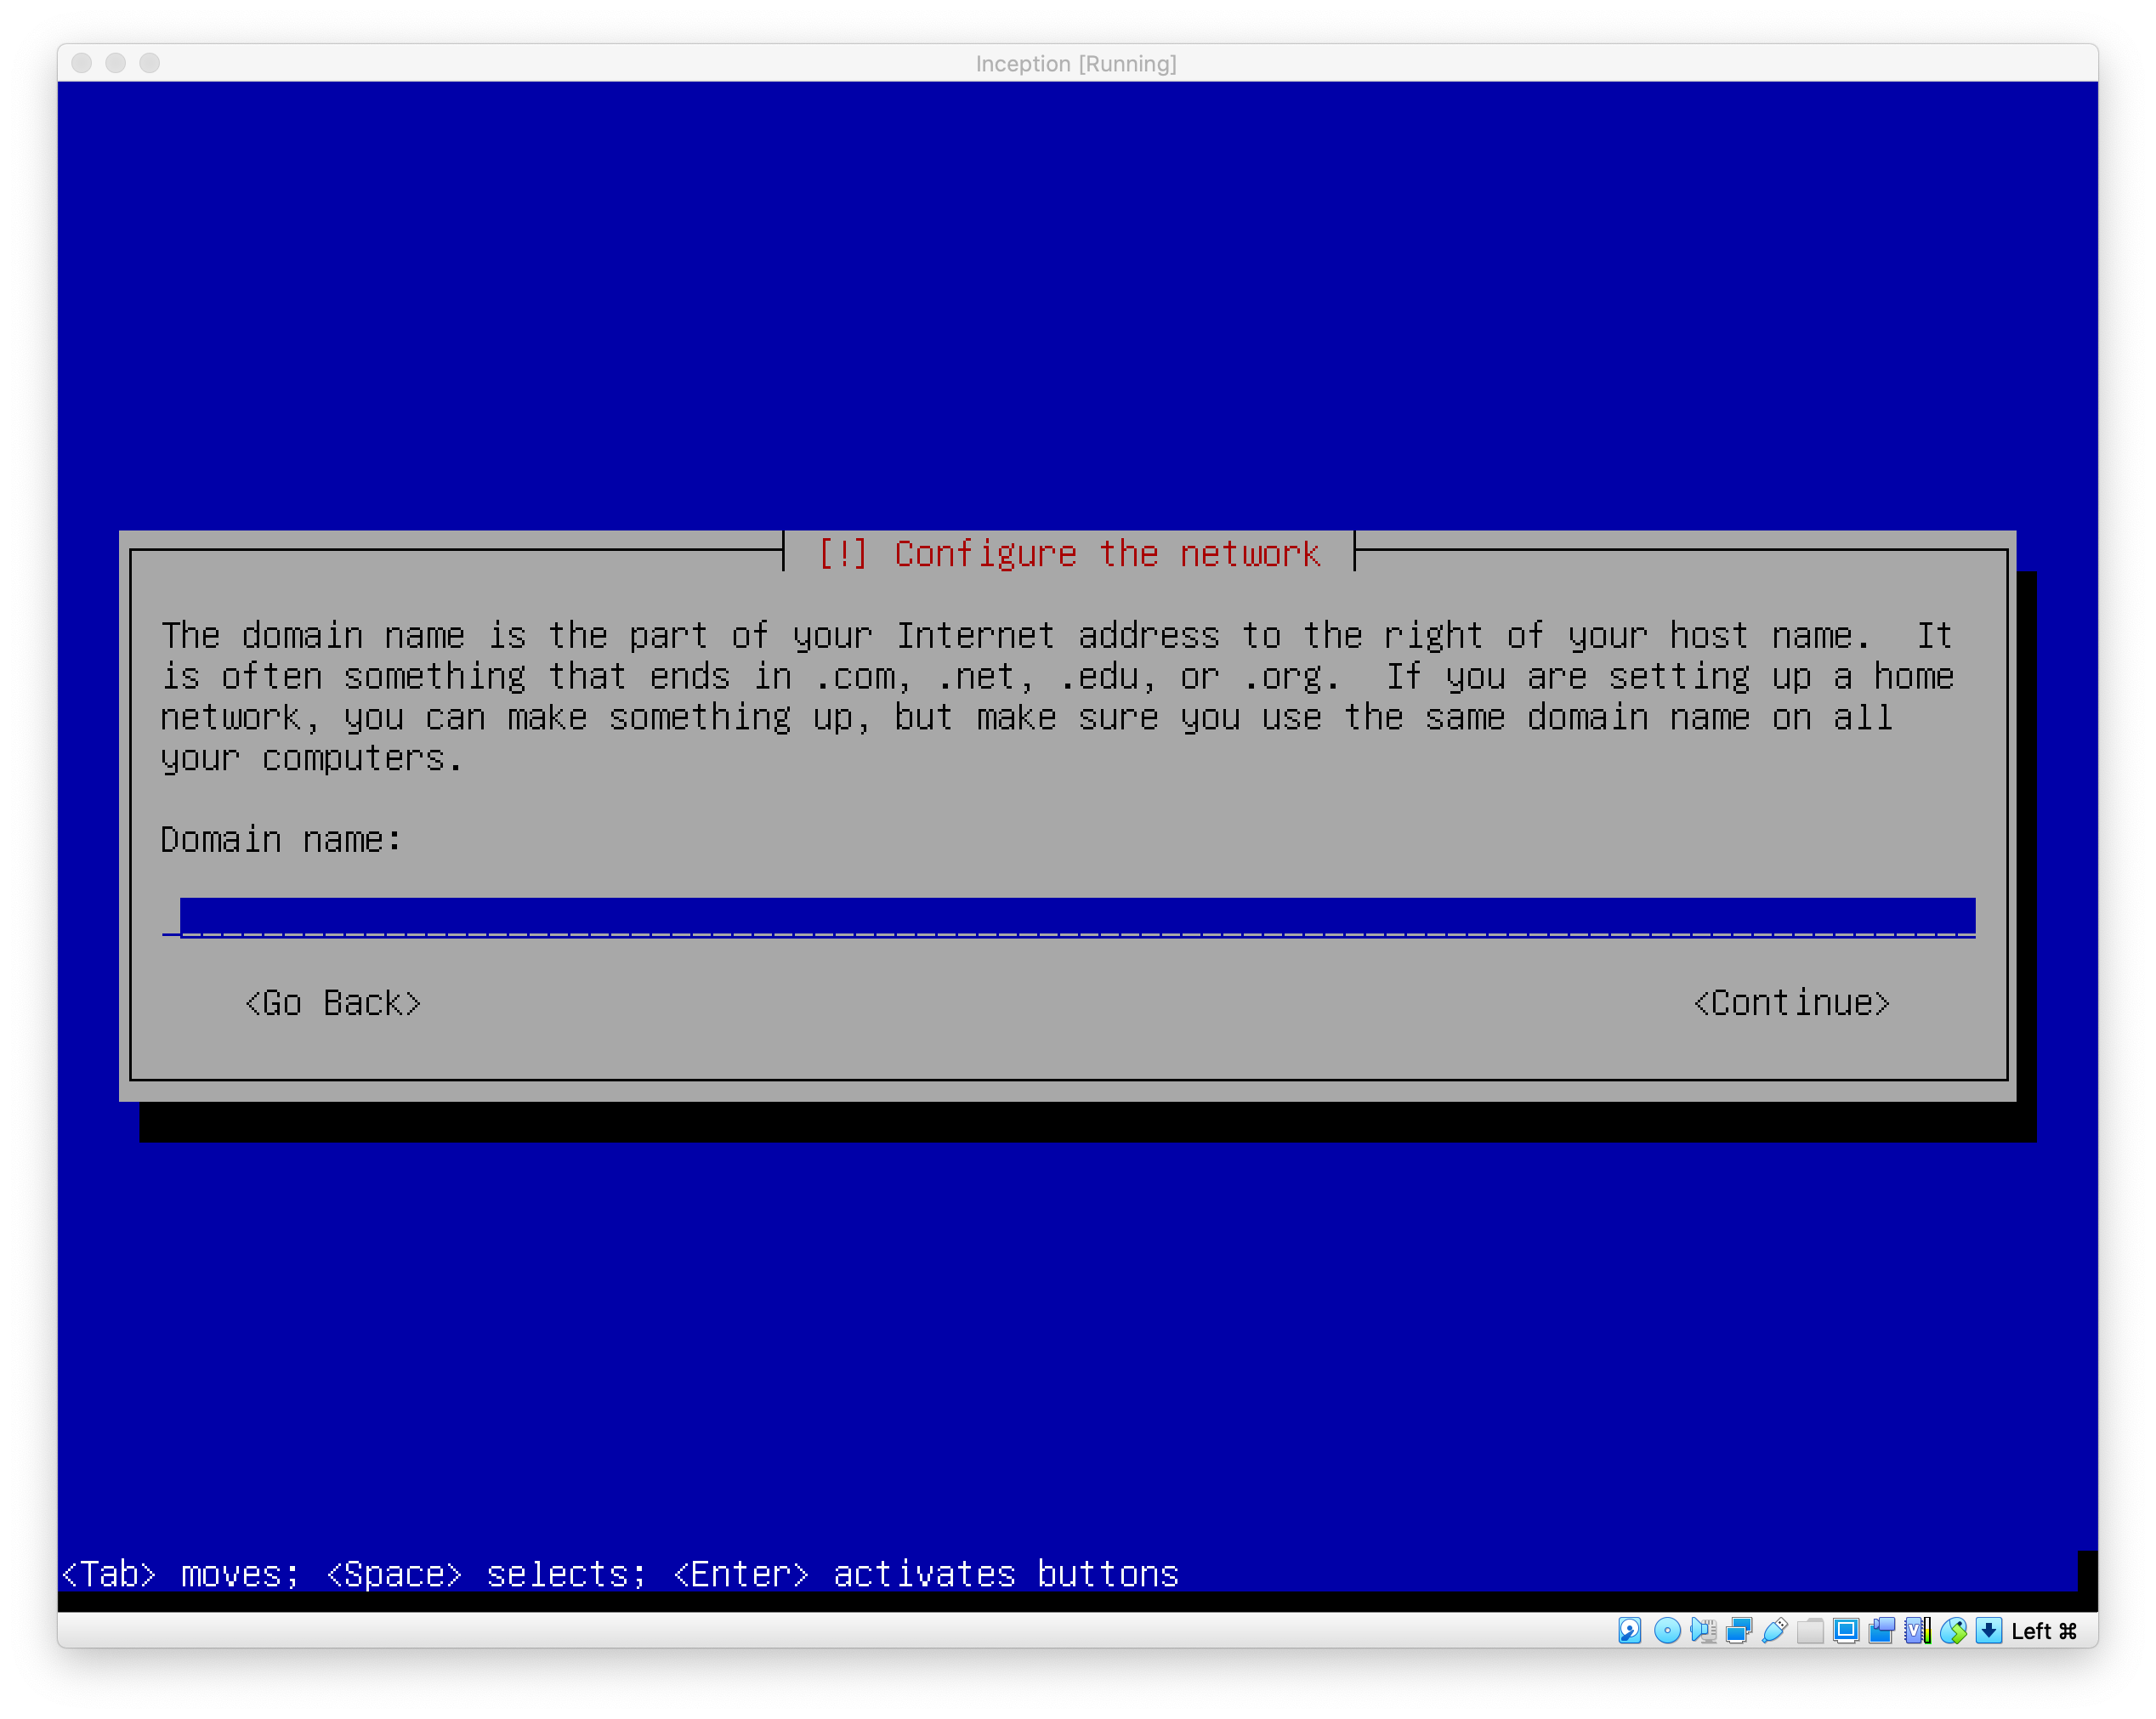 Inception [Running]
[!] Configure the network
The domain name is the part of your Internet address to the right of your host name.  It
is often something that ends in .com, .net, .edu, or .org.  If you are setting up a home
network, you can make something up, but make sure you use the same domain name on all
your computers.
Domain name:
<Go Back>
<Continue>
<Tab> moves; <Space> selects; <Enter> activates buttons
Left ⌘